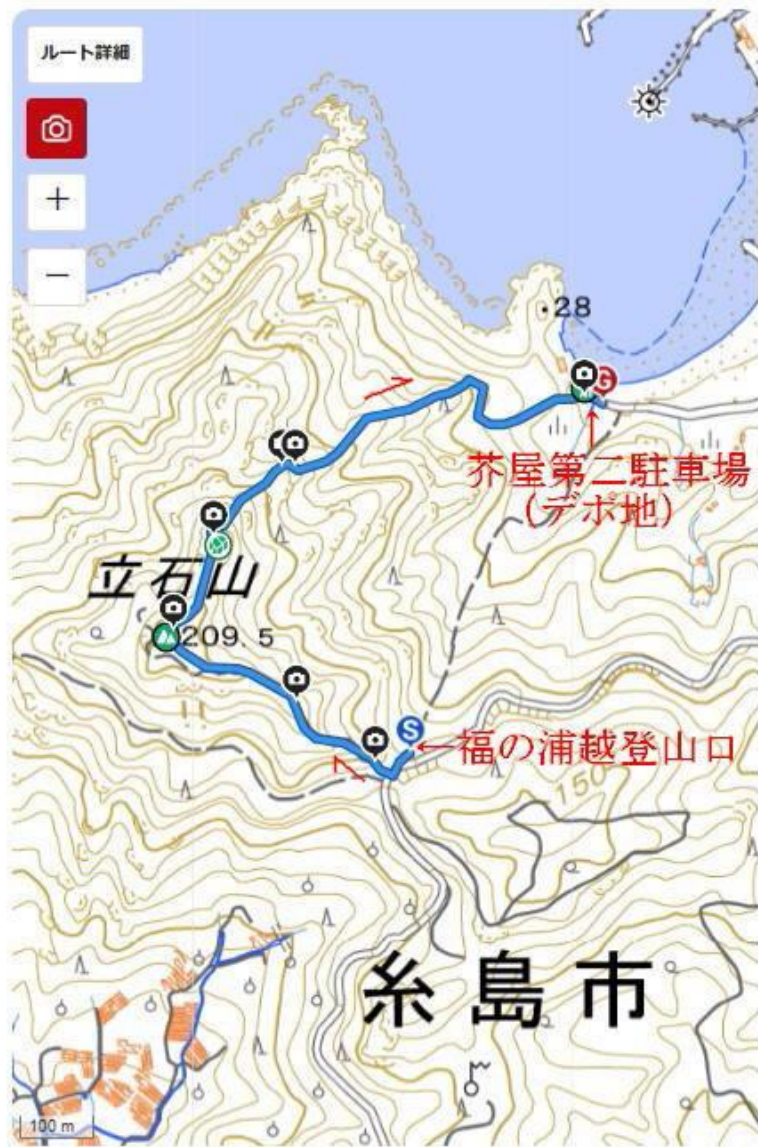 ルート詳細
+
−
28
G
芥屋第二駐車場
(デポ地)
立石山
209.5
S
←福の浦越登山口
150
糸島市
100 m